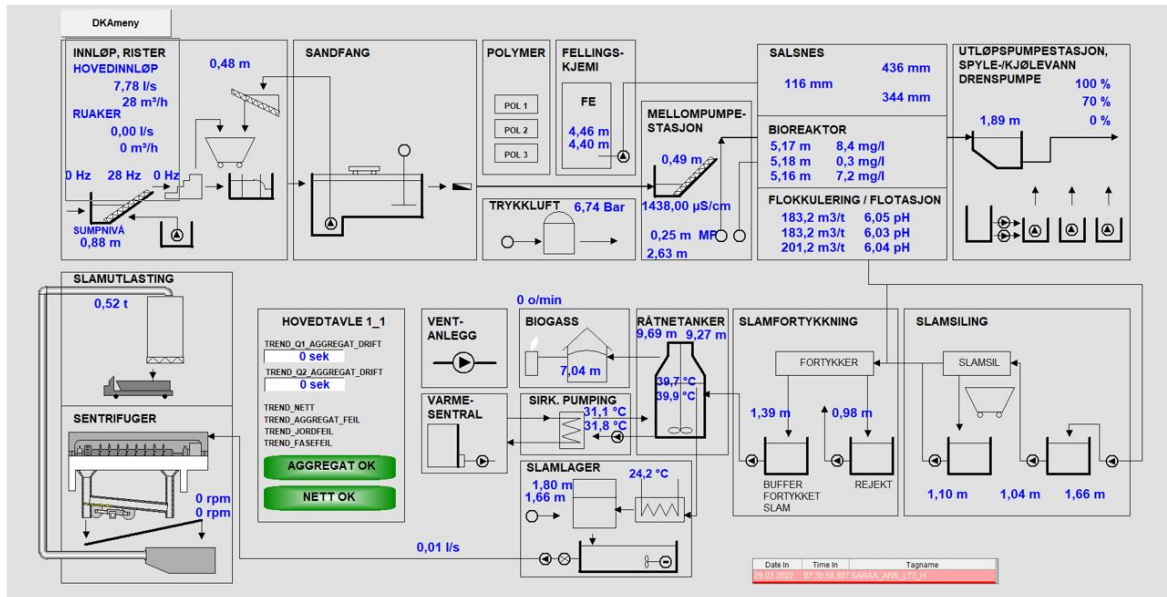 DKAmeny
INNLØP, RISTER
HOVEDINNLØP
7,78 l/s
28 m³/h
RUAKER
0,00 l/s
0 m³/h
0 Hz 28 Hz 0 Hz
SUMPNIVÅ
0,88 m
0,48 m
SANDFANG
POLYMER
POL 1
POL 2
POL 3
FELLINGS-
KJEMI
FE
4,46 m
4,40 m
TRYKKLUFT 6,74 Bar
MELLOMPUMPE-
STASJON
0,49 m
1438,00 µS/cm
0,25 m MP
2,63 m
SALSNES
436 mm
116 mm
344 mm
BIOREAKTOR
5,17 m 8,4 mg/l
5,18 m 0,3 mg/l
5,16 m 7,2 mg/l
FLOKKULERING / FLOTASJON
183,2 m3/t 6,05 pH
183,2 m3/t 6,03 pH
201,2 m3/t 6,04 pH
UTLØPSPUMPESTASJON,
SPYLE-/KJØLEVANN
DRENSPUMPE
100 %
70 %
1,89 m 0 %
SLAMUTLASTING
0,52 t
SENTRIFUGER
0 rpm
0 rpm
HOVEDTAVLE 1_1
TREND_Q1_AGGREGAT_DRIFT
0 sek
TREND_Q2_AGGREGAT_DRIFT
0 sek
TREND_NETT
TREND_AGGREGAT_FEIL
TREND_JORDFEIL
TREND_FASEFEIL
AGGREGAT OK
NETT OK
VENT-
ANLEGG
VARME-
SENTRAL
0 o/min
BIOGASS
7,04 m
SIRK. PUMPING
31,1 °C
31,8 °C
RÅTNETANKER
9,69 m 9,27 m
39,7 °C
39,9 °C
SLAMLAGER
1,80 m
1,66 m
24,2 °C
0,01 l/s
SLAMFORTYKKNING
FORTYKKER
1,39 m 0,98 m
BUFFER
FORTYKKET
SLAM
REJEKT
SLAMSILING
SLAMSIL
1,10 m 1,04 m 1,66 m
Date In Time In Tagname
29.03.2022 07:30:58,807 SARAA_ANS_LT3_H